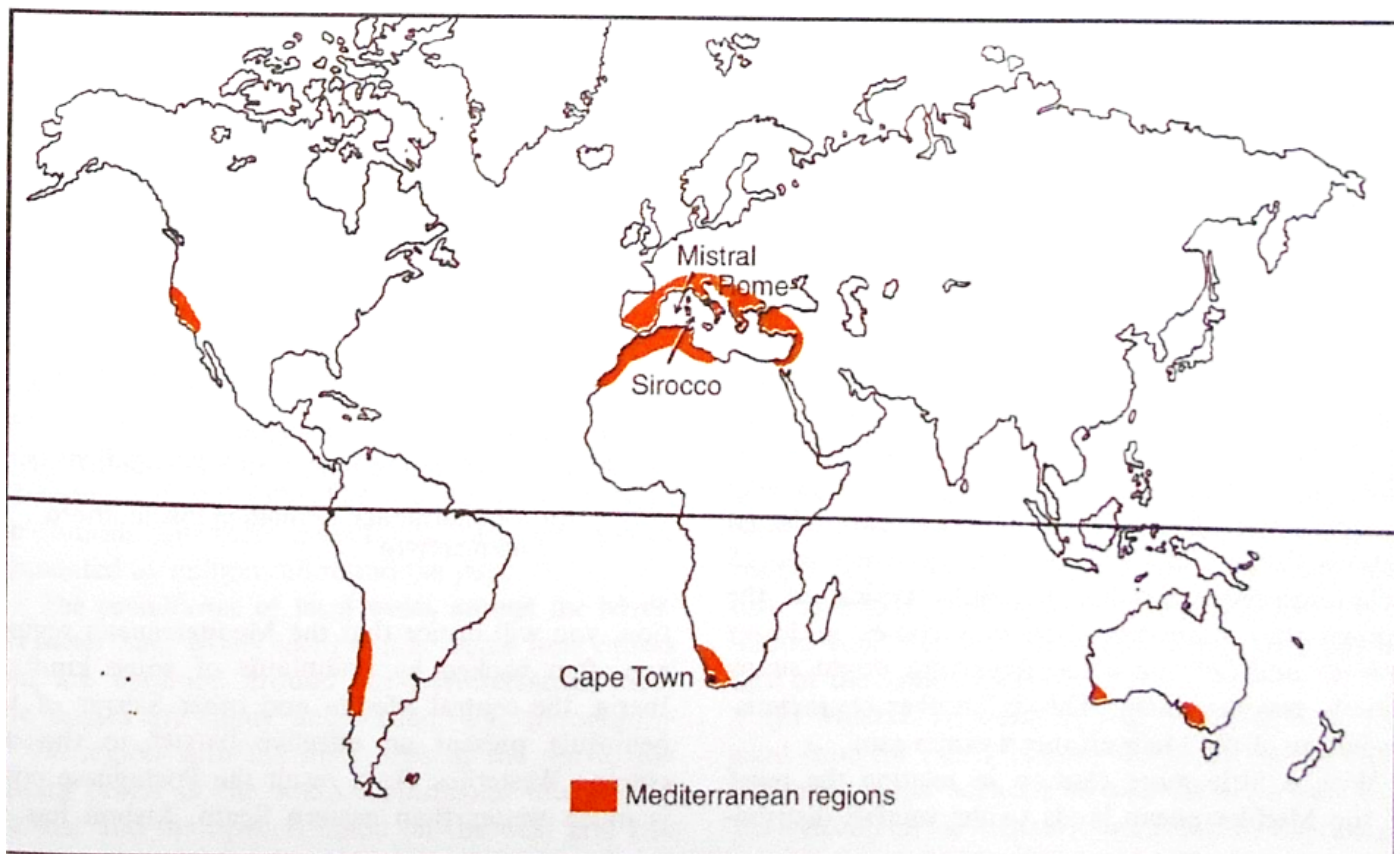 Mistral
Rome
Sirocco
Cape Town
Mediterranean regions